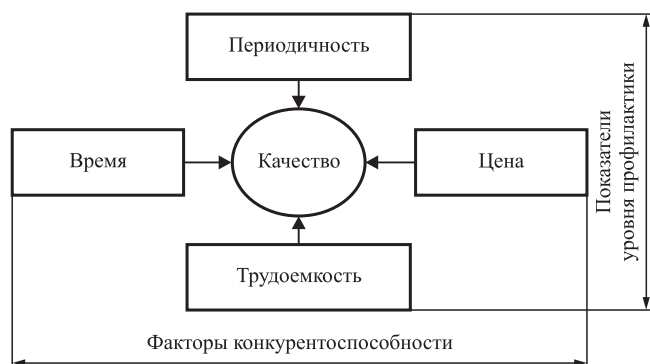 Периодичность
Время
Качество
Цена
Трудоемкость
Показатели
уровня профилактики
Факторы конкурентоспособности